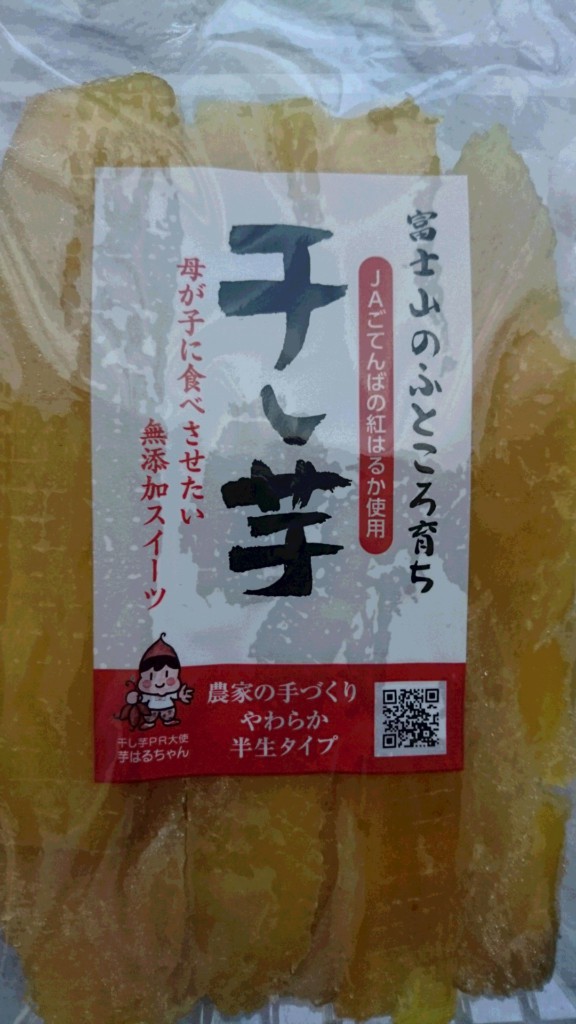 富士山のふところ育ち
JAごてんばの紅はるか使用
干し芋
母が子に食べさせたい
無添加スイーツ
干し芋PR大使
芋はるちゃん
農家の手づくり
やわらか
半生タイプ